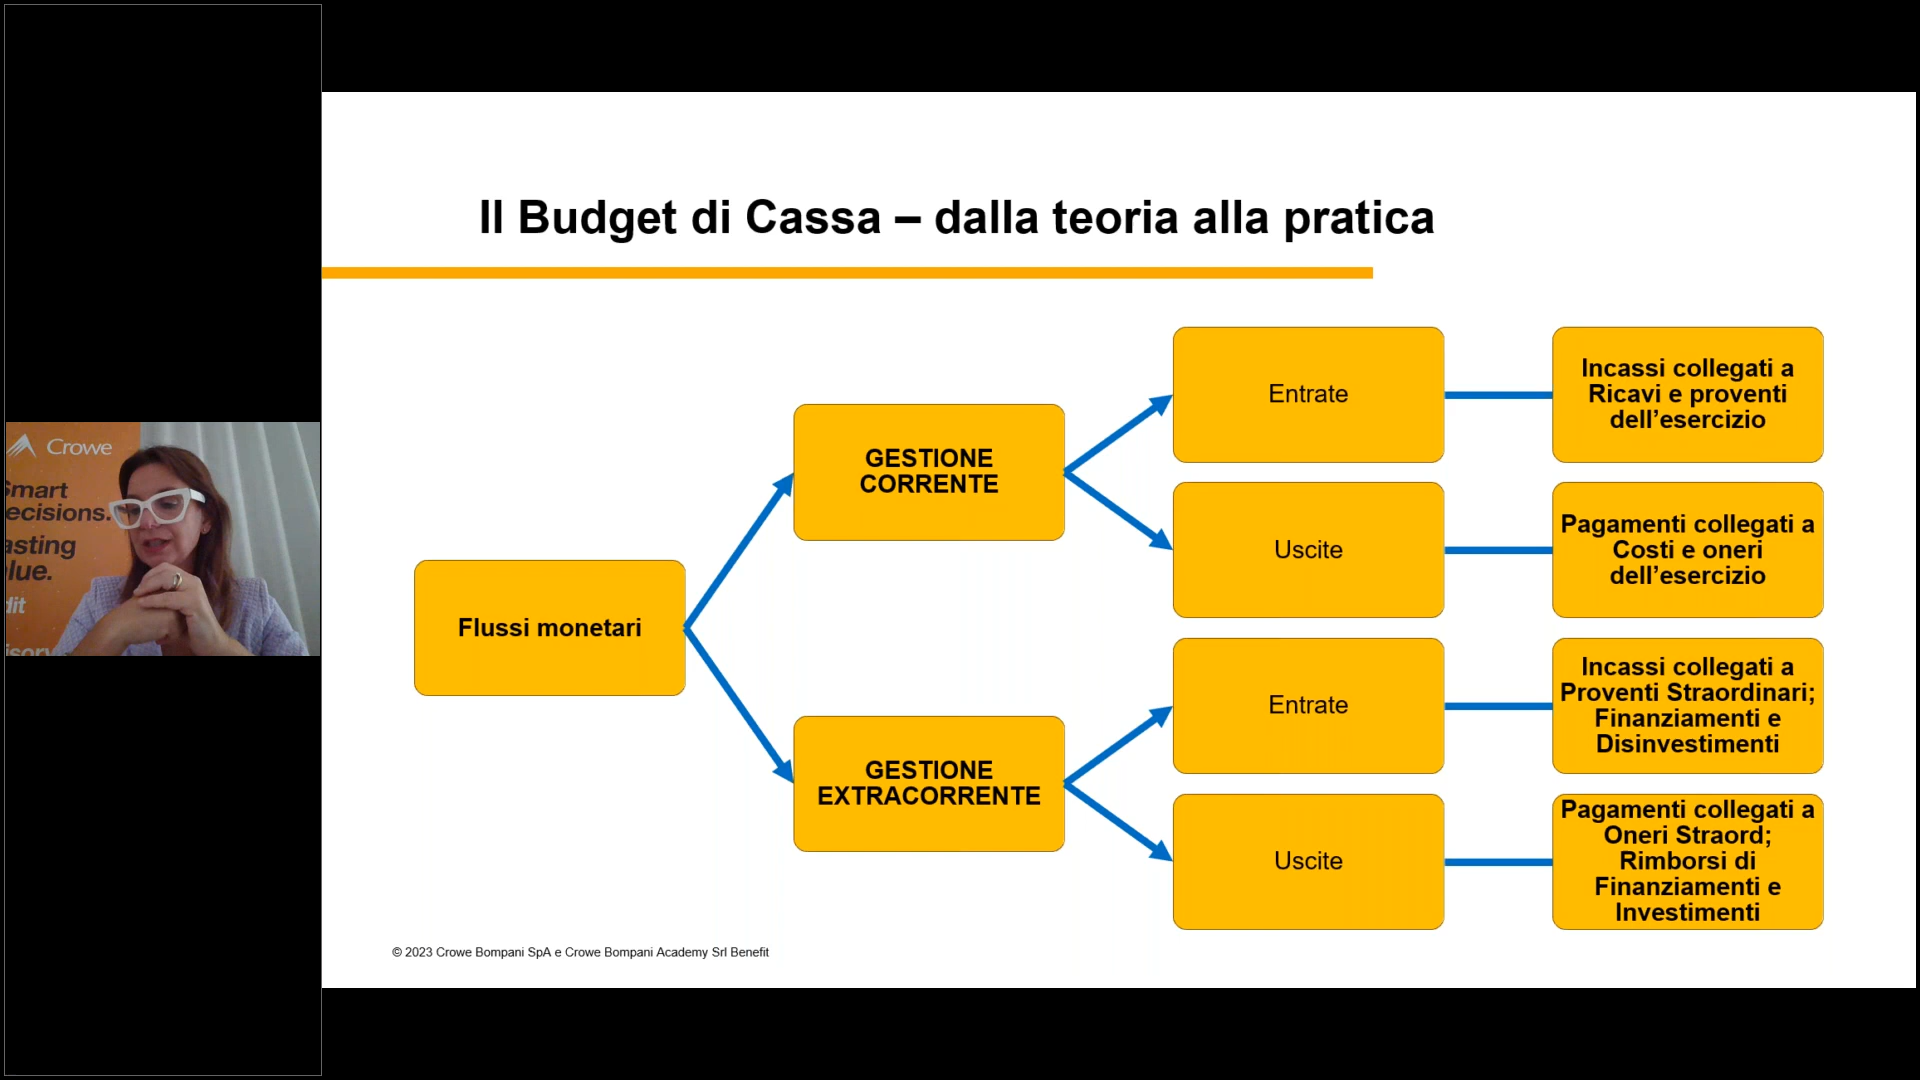 Il Budget di Cassa – dalla teoria alla pratica
Flussi monetari
GESTIONE
CORRENTE
Entrate
Incassi collegati a
Ricavi e proventi
dell’esercizio
Uscite
Pagamenti collegati a
Costi e oneri
dell’esercizio
GESTIONE
EXTRACORRENTE
Entrate
Incassi collegati a
Proventi Straordinari;
Finanziamenti e
Disinvestimenti
Uscite
Pagamenti collegati a
Oneri Straord;
Rimborsi di
Finanziamenti e
Investimenti
© 2023 Crowe Bompani SpA e Crowe Bompani Academy Srl Benefit
Crowe
Smart
ecisions.
asting
lue.
dit
isory